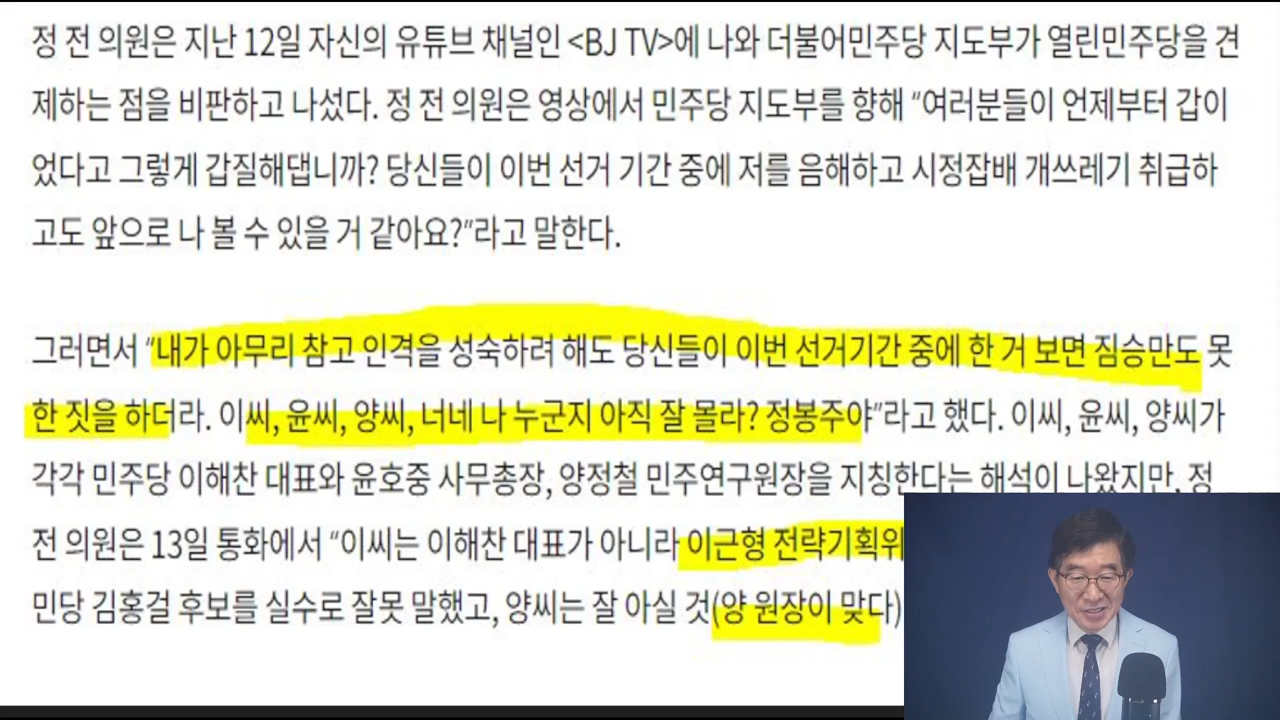 정 전 의원은 지난 12일 자신의 유튜브 채널인 <BJ TV>에 나와 더불어민주당 지도부가 열린민주당을 견
제하는 점을 비판하고 나섰다. 정 전 의원은 영상에서 민주당 지도부를 향해 “여러분들이 언제부터 갑이
었다고 그렇게 갑질해댑니까? 당신들이 이번 선거 기간 중에 저를 음해하고 시정잡배 개쓰레기 취급하
고도 앞으로 나 볼 수 있을 거 같아요?”라고 말한다.
그러면서 “내가 아무리 참고 인격을 성숙하려 해도 당신들이 이번 선거기간 중에 한 거 보면 짐승만도 못
한 짓을 하더라. 이씨, 윤씨, 양씨, 너네 나 누군지 아직 잘 몰라? 정봉주야”라고 했다. 이씨, 윤씨, 양씨가
각각 민주당 이해찬 대표와 윤호중 사무총장, 양정철 민주연구원장을 지칭한다는 해석이 나왔지만, 정
전 의원은 13일 통화에서 “이씨는 이해찬 대표가 아니라 이근형 전략기획위
민당 김홍걸 후보를 실수로 잘못 말했고, 양씨는 잘 아실 것(양 원장이 맞다)